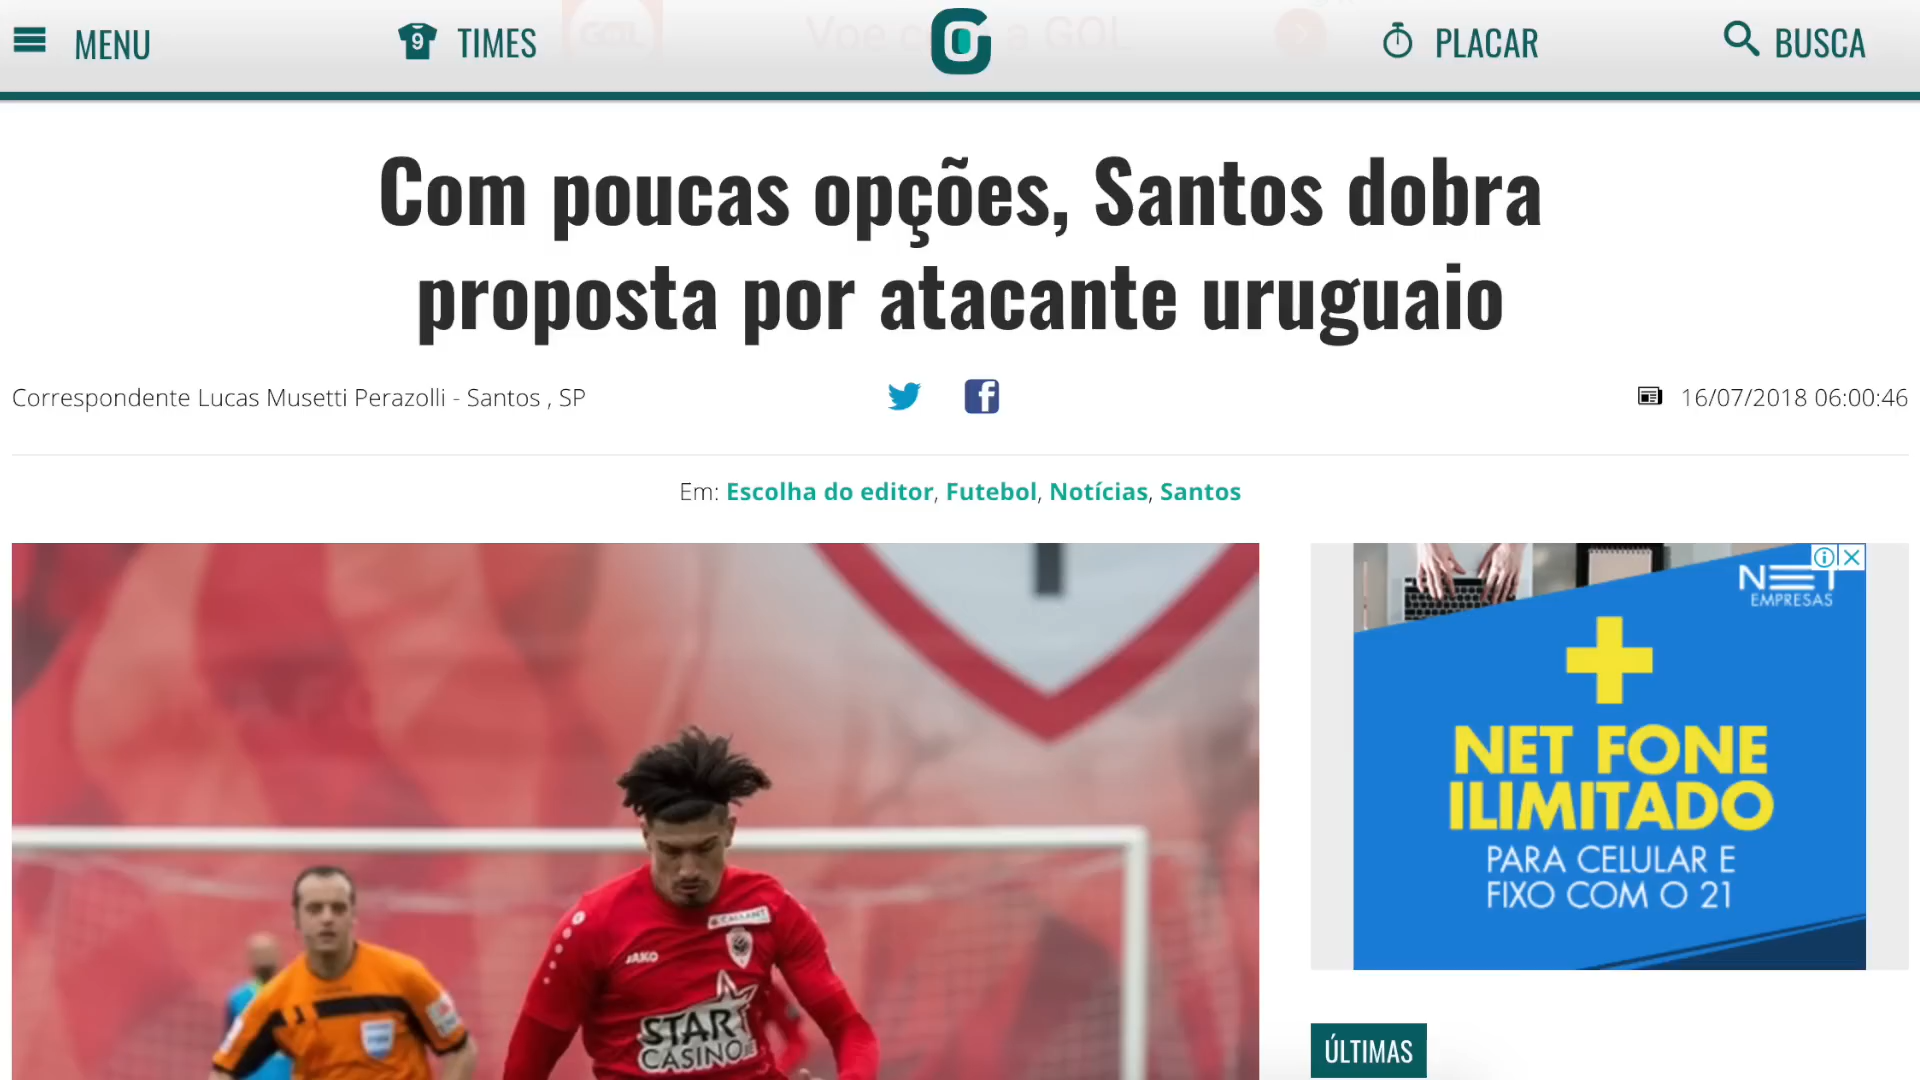 MENU
9
TIMES
PLACAR
BUSCA
Com poucas opções, Santos dobra
proposta por atacante uruguaio
Correspondente Lucas Musetti Perazolli - Santos , SP
16/07/2018 06:00:46
Em: Escolha do editor, Futebol, Notícias, Santos
NET
EMPRESAS
NET FONE
ILIMITADO
PARA CELULAR E
FIXO COM O 21
JAKO
STAR
CASINO
ÚLTIMAS